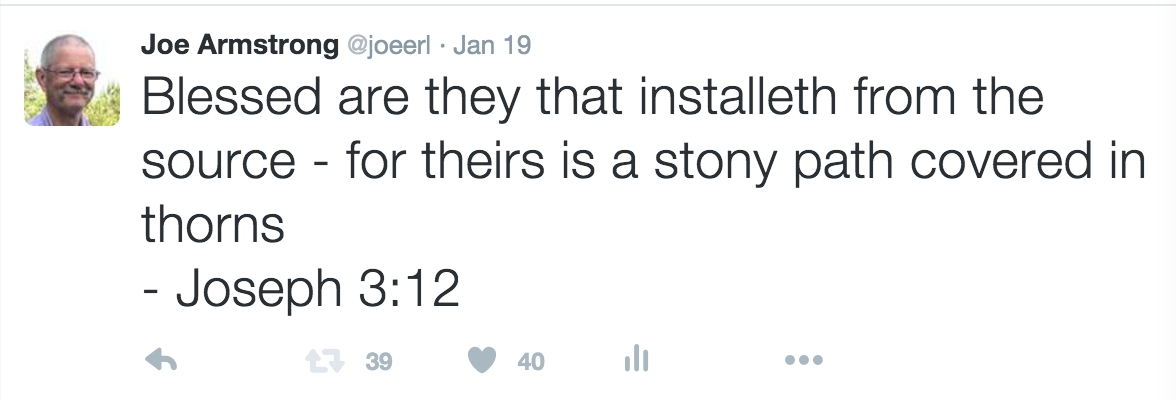 Joe Armstrong @joeerl · Jan 19
Blessed are they that installeth from the
source - for theirs is a stony path covered in
thorns
- Joseph 3:12
39 40